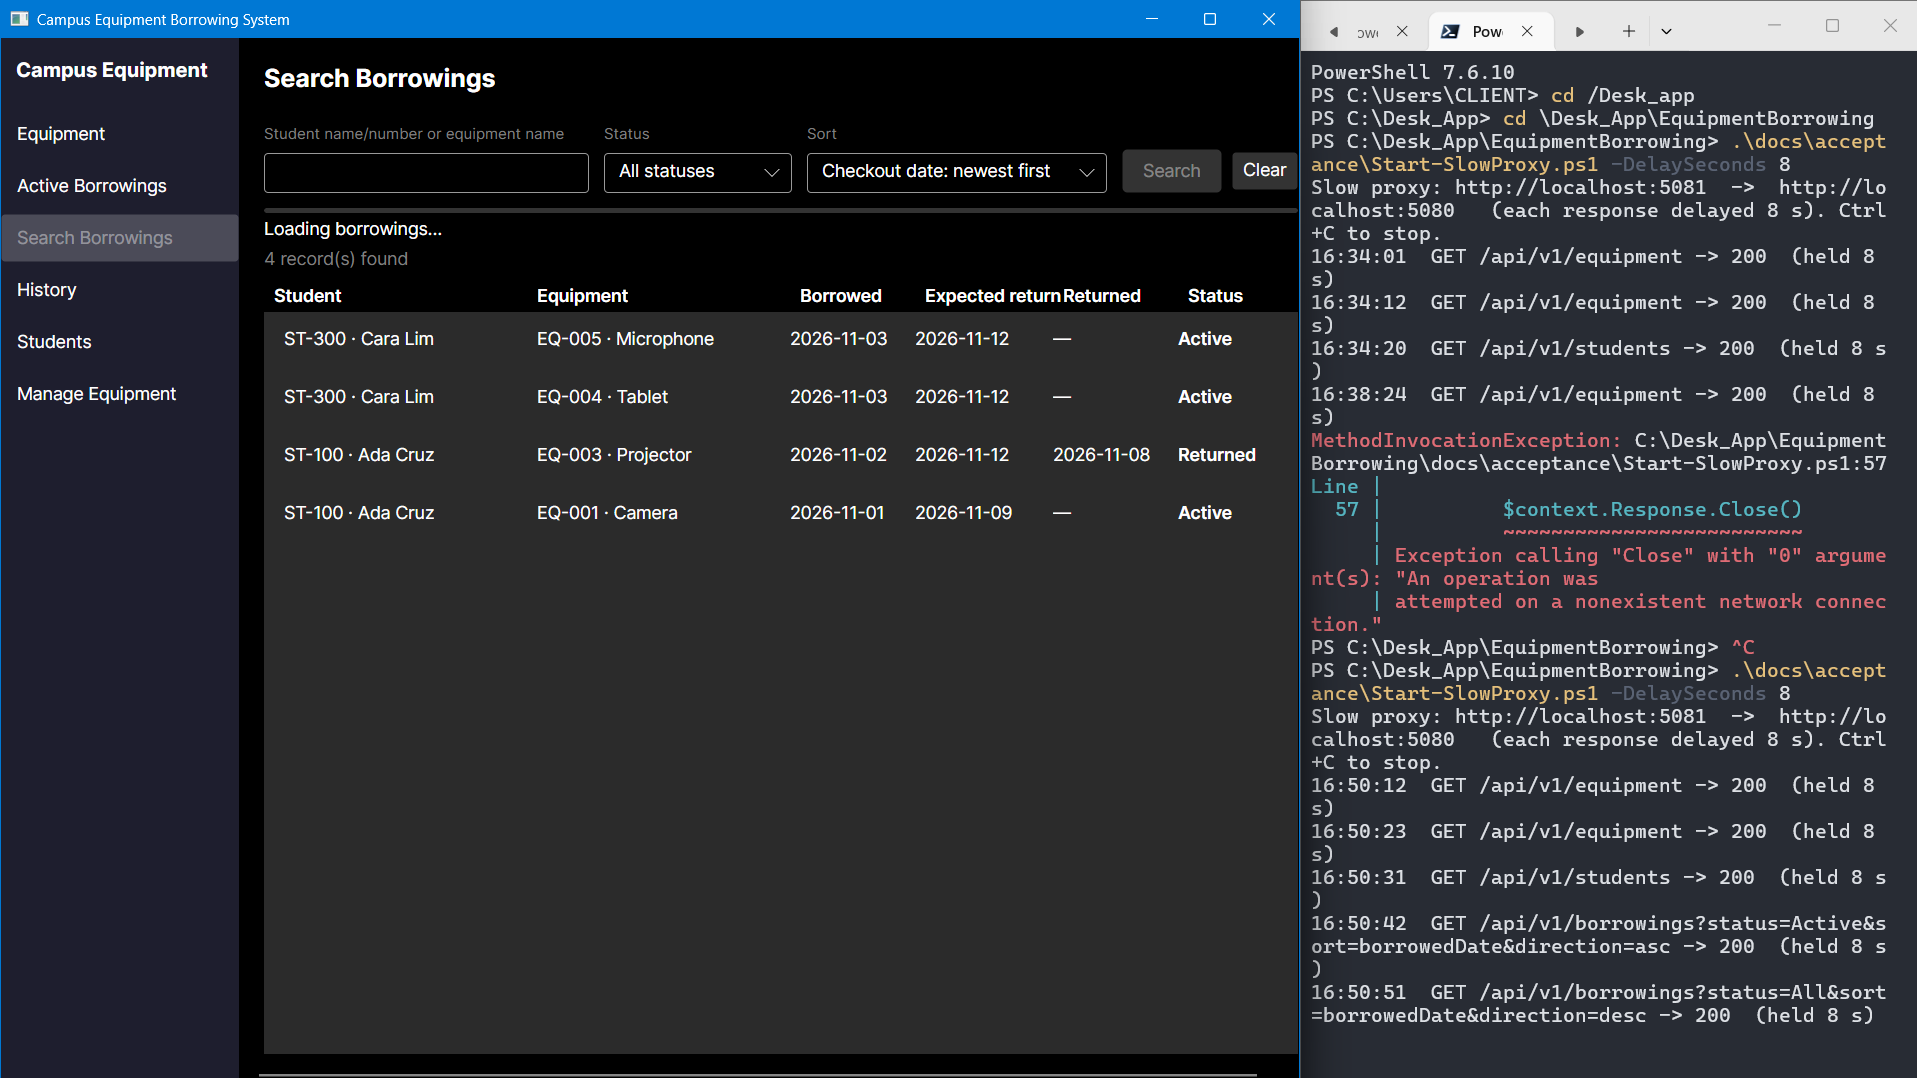 Campus Equipment Borrowing System
Campus Equipment
Equipment
Active Borrowings
Search Borrowings
History
Students
Manage Equipment
Search Borrowings
Student name/number or equipment name
Status
Sort
All statuses
Checkout date: newest first
Search
Clear
Loading borrowings...
4 record(s) found
Student Equipment Borrowed Expected return Returned Status
ST-300 · Cara Lim EQ-005 · Microphone 2026-11-03 2026-11-12 — Active
ST-300 · Cara Lim EQ-004 · Tablet 2026-11-03 2026-11-12 — Active
ST-100 · Ada Cruz EQ-003 · Projector 2026-11-02 2026-11-12 2026-11-08 Returned
ST-100 · Ada Cruz EQ-001 · Camera 2026-11-01 2026-11-09 — Active
Pow
PowerShell 7.6.10
PS C:\Users\CLIENT> cd /Desk_app
PS C:\Desk_App> cd \Desk_App\EquipmentBorrowing
PS C:\Desk_App\EquipmentBorrowing> .\docs\accept
ance\Start-SlowProxy.ps1 -DelaySeconds 8
Slow proxy: http://localhost:5081  ->  http://lo
calhost:5080   (each response delayed 8 s). Ctrl
+C to stop.
16:34:01  GET /api/v1/equipment -> 200  (held 8
s)
16:34:12  GET /api/v1/equipment -> 200  (held 8
s)
16:34:20  GET /api/v1/students -> 200  (held 8 s
)
16:38:24  GET /api/v1/equipment -> 200  (held 8
s)
MethodInvocationException: C:\Desk_App\Equipment
Borrowing\docs\acceptance\Start-SlowProxy.ps1:57
Line |
  57 |          $context.Response.Close()
     |          ~~~~~~~~~~~~~~~~~~~~~~~~~
     | Exception calling "Close" with "0" argume
nt(s): "An operation was
     | attempted on a nonexistent network connec
tion."
PS C:\Desk_App\EquipmentBorrowing> ^C
PS C:\Desk_App\EquipmentBorrowing> .\docs\accept
ance\Start-SlowProxy.ps1 -DelaySeconds 8
Slow proxy: http://localhost:5081  ->  http://lo
calhost:5080   (each response delayed 8 s). Ctrl
+C to stop.
16:50:12  GET /api/v1/equipment -> 200  (held 8
s)
16:50:23  GET /api/v1/equipment -> 200  (held 8
s)
16:50:31  GET /api/v1/students -> 200  (held 8 s
)
16:50:42  GET /api/v1/borrowings?status=Active&s
ort=borrowedDate&direction=asc -> 200  (held 8 s
)
16:50:51  GET /api/v1/borrowings?status=All&sort
=borrowedDate&direction=desc -> 200  (held 8 s)